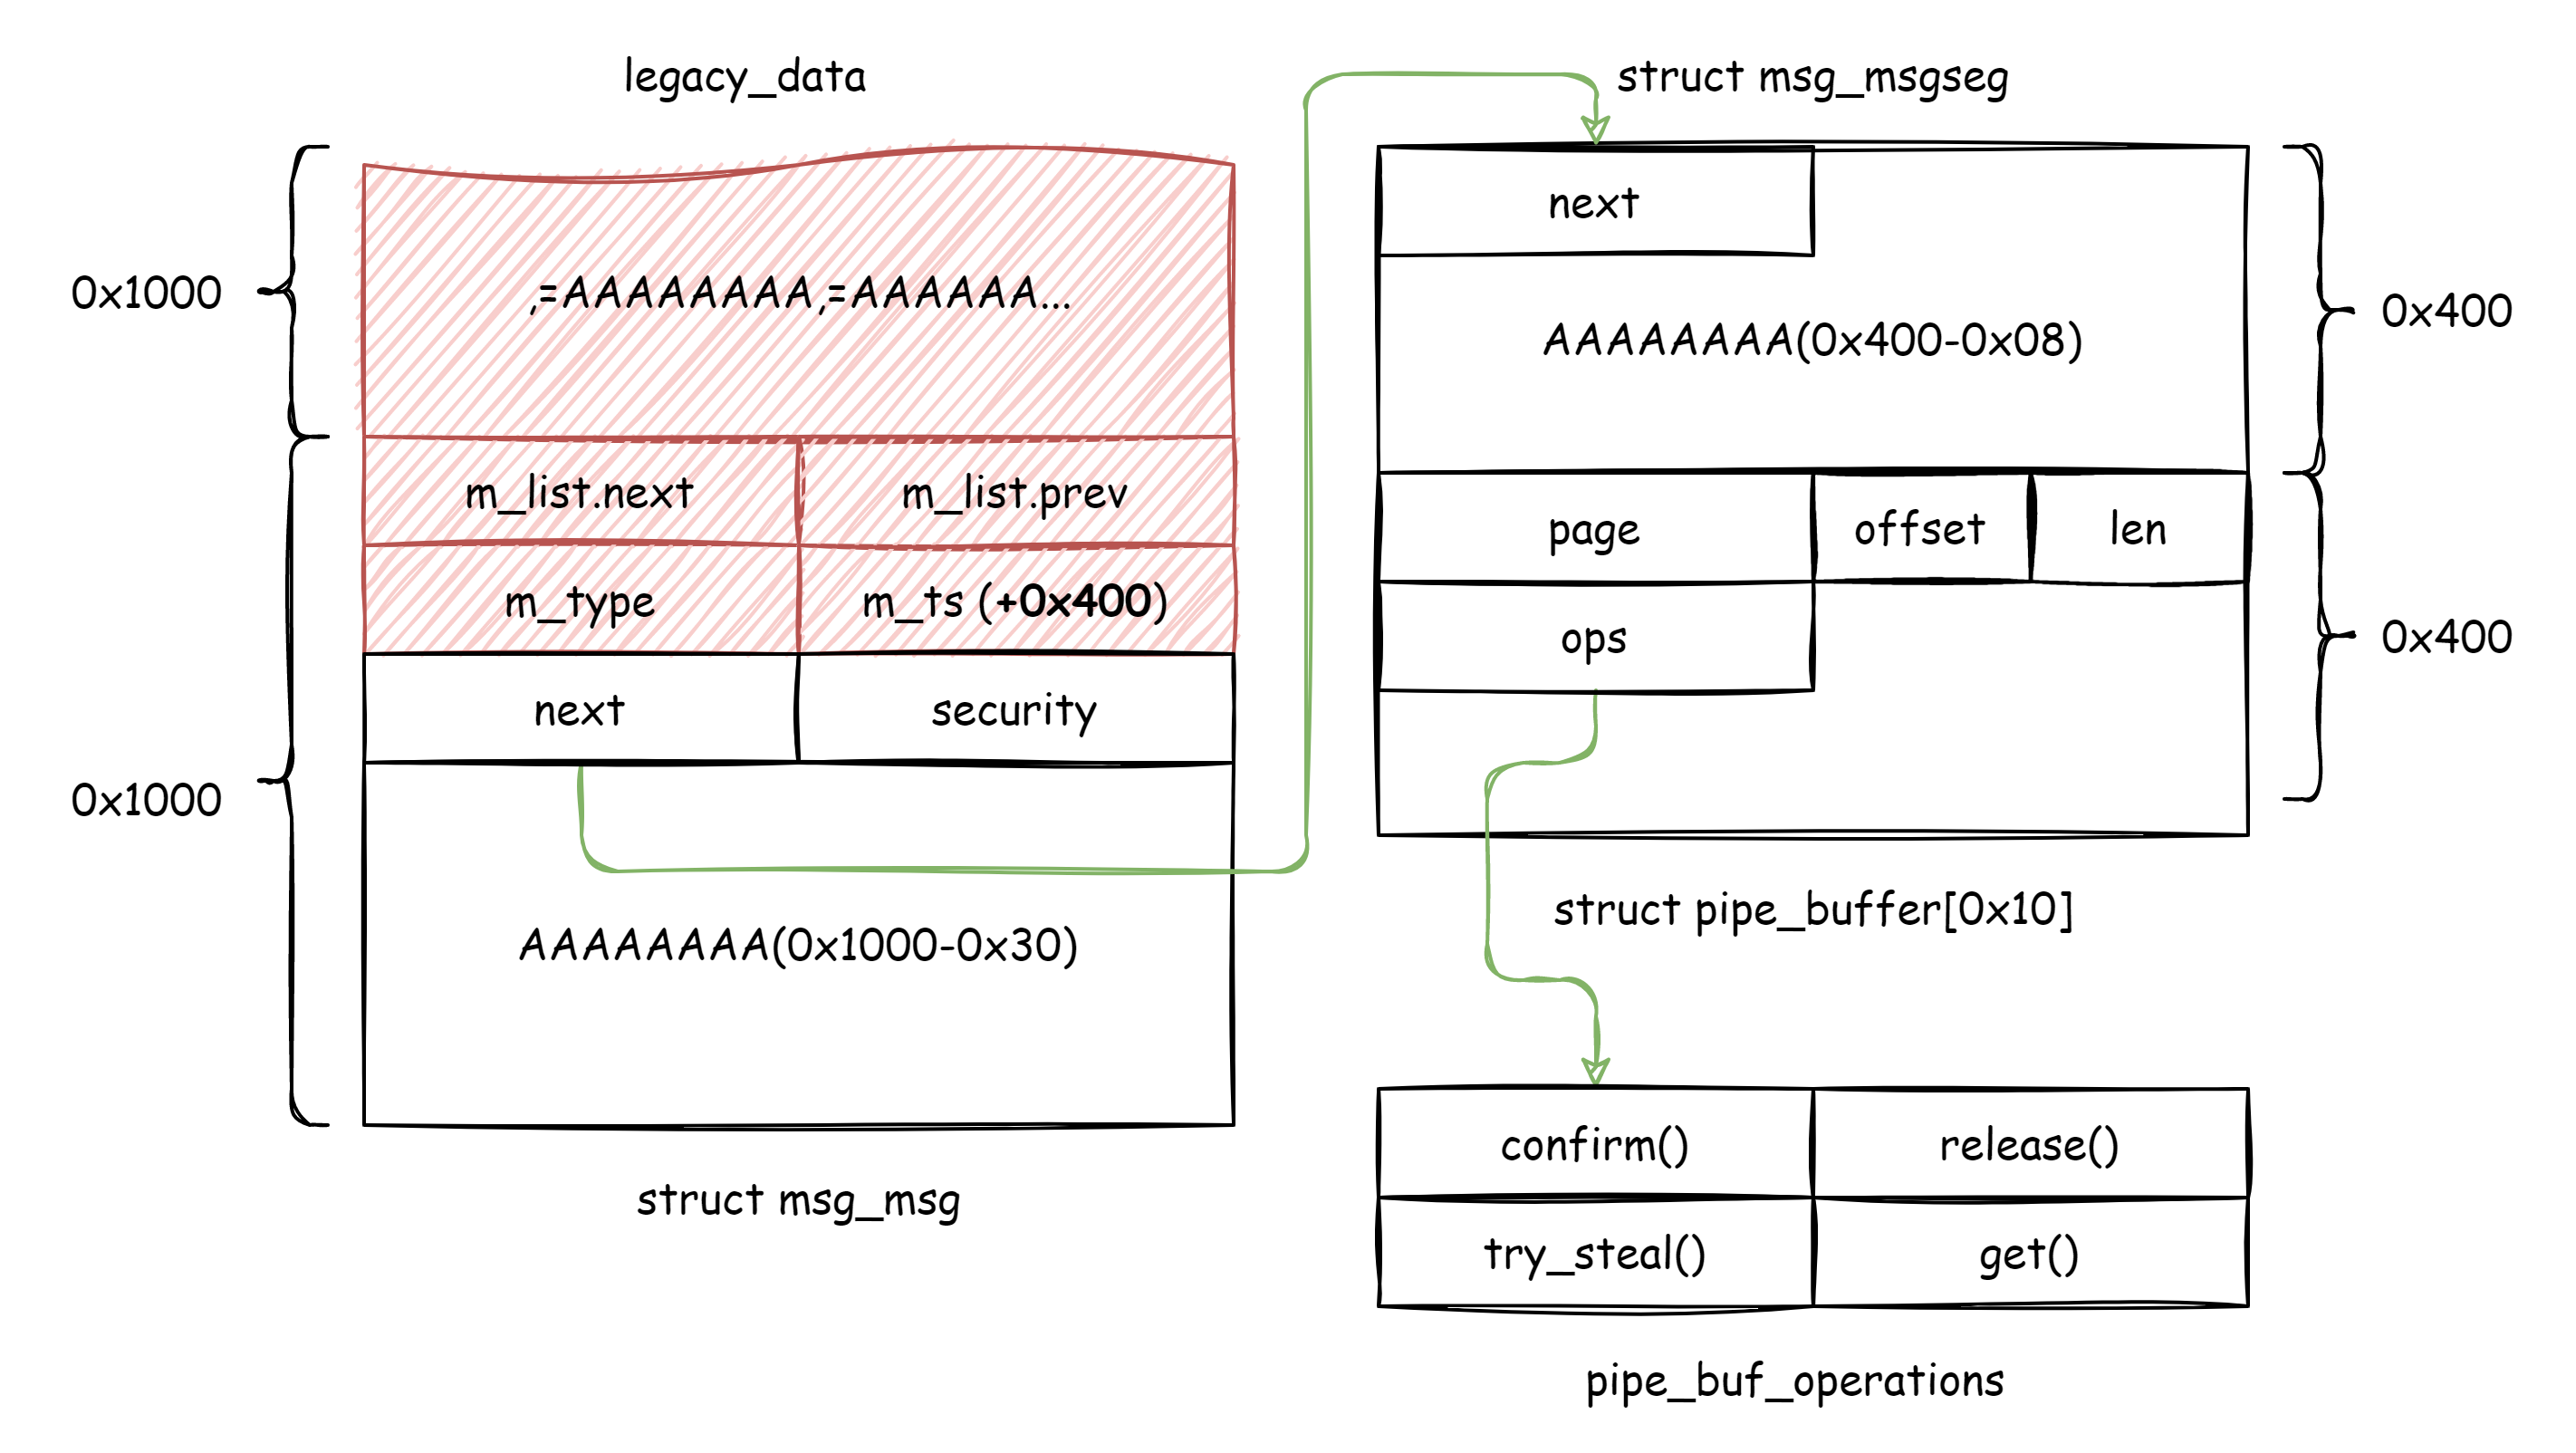 legacy_data
0x1000
,=AAAAAAAA,=AAAAAA...
m_list.next
m_list.prev
m_type
m_ts (+0x400)
next
security
0x1000
AAAAAAAA(0x1000-0x30)
struct msg_msg
struct msg_msgseg
next
0x400
AAAAAAAA(0x400-0x08)
page
offset
len
ops
0x400
struct pipe_buffer[0x10]
confirm()
release()
try_steal()
get()
pipe_buf_operations